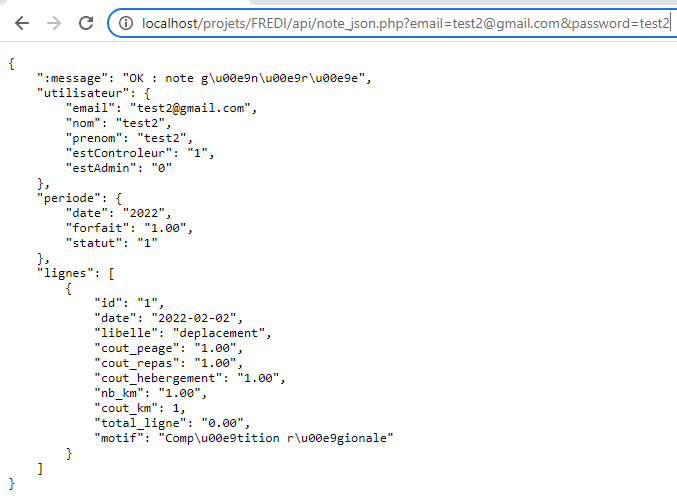 localhost/projets/FREDI/api/note_json.php?email=test2@gmail.com&password=test2
{
":message": "OK : note g\u00e9n\u00e9r\u00e9e",
"utilisateur": {
"email": "test2@gmail.com",
"nom": "test2",
"prenom": "test2",
"estControleur": "1",
"estAdmin": "0"
},
"periode": {
"date": "2022",
"forfait": "1.00",
"statut": "1"
},
"lignes": [
{
"id": "1",
"date": "2022-02-02",
"libelle": "deplacement",
"cout_peage": "1.00",
"cout_repas": "1.00",
"cout_hebergement": "1.00",
"nb_km": "1.00",
"cout_km": 1,
"total_ligne": "0.00",
"motif": "Comp\u00e9tition r\u00e9gionale"
}
]
}